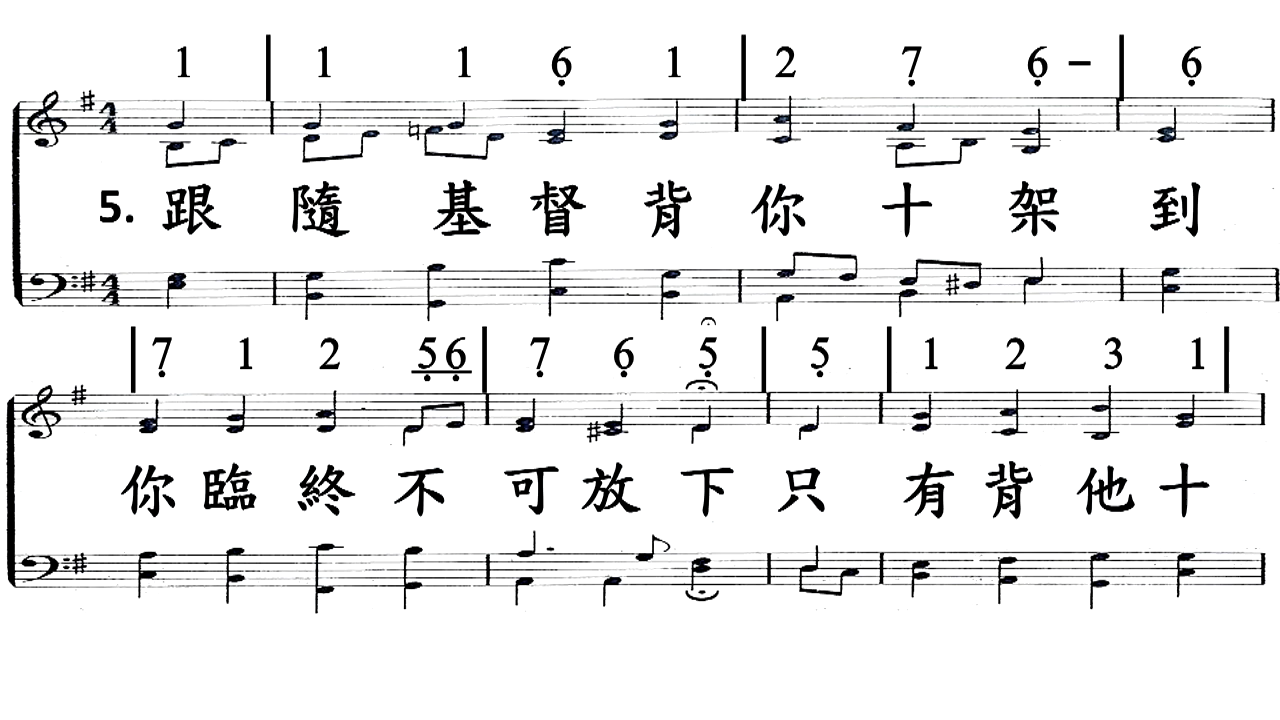 1 | 1 1 6̣ 1 | 2 7̣ 6̣ – | 6̣
5. 跟 隨 基 督 背 你 十 架 到
| 7̣ 1 2 5̣ 6̣ | 7̣ 6̣ 5̣ | 5̣ | 1 2 3 1 |
你 臨 終 不 可 放 下 只 有 背 他 十